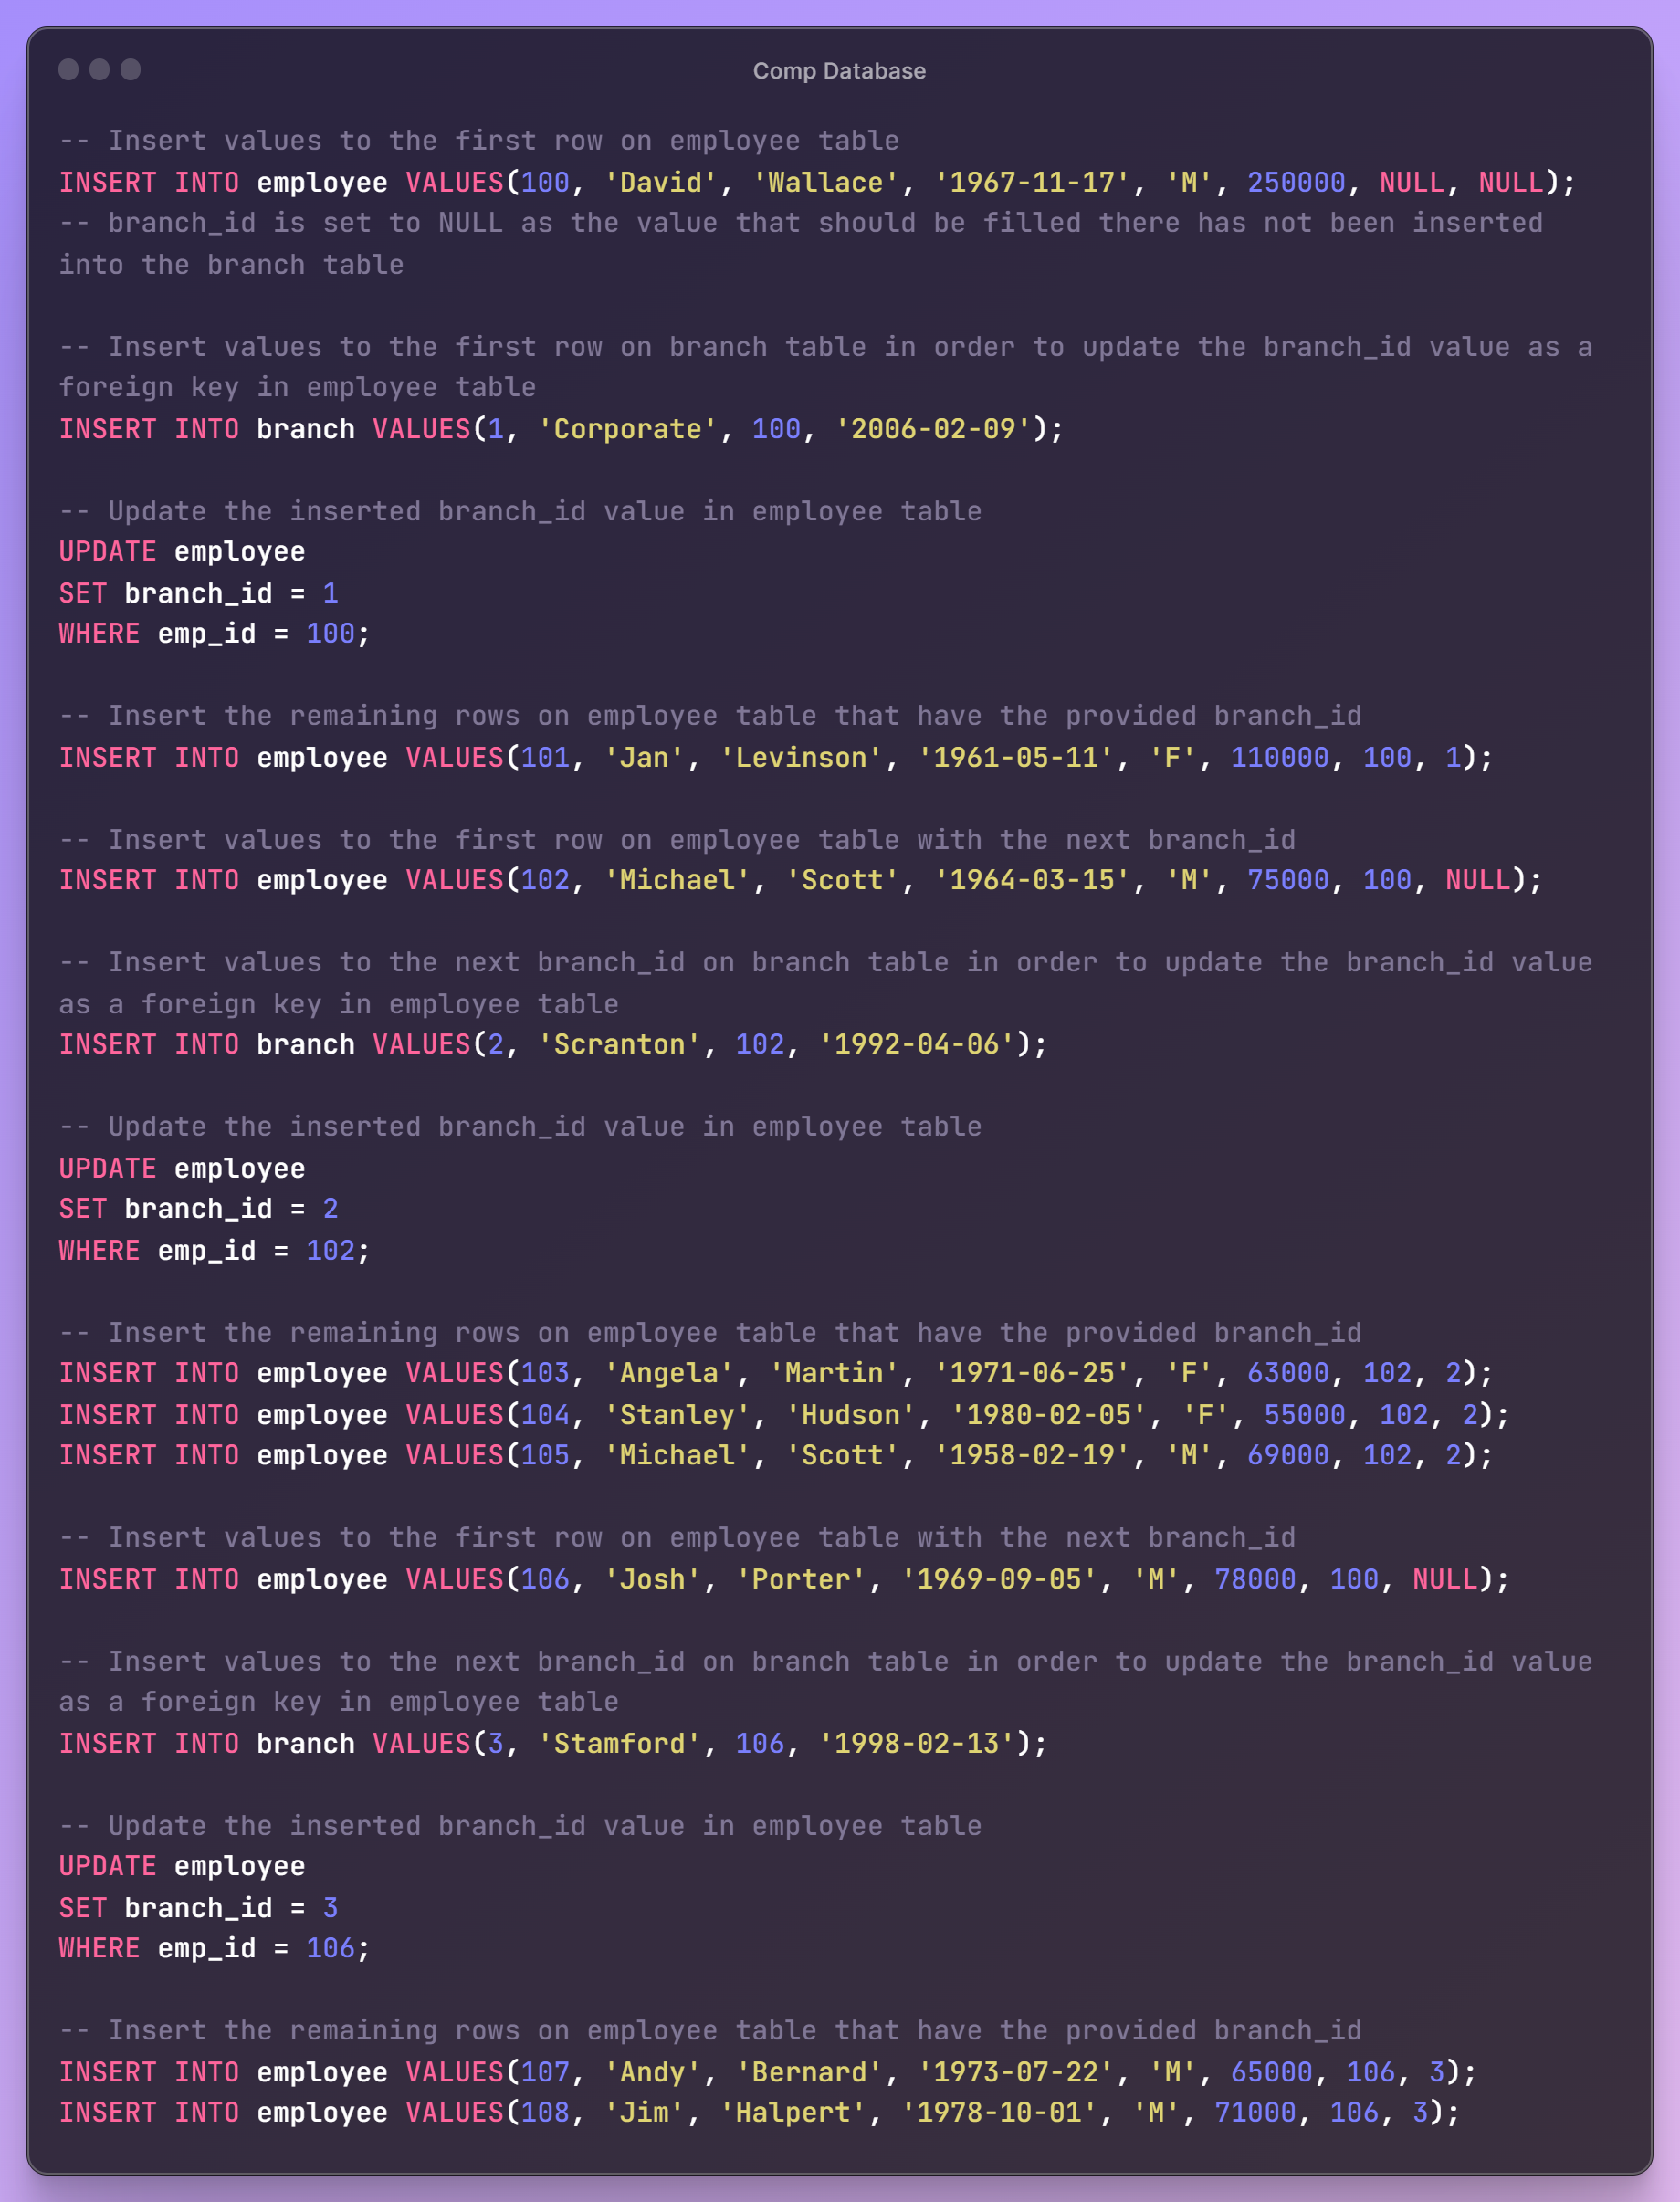 Comp Database
-- Insert values to the first row on employee table
INSERT INTO employee VALUES(100, 'David', 'Wallace', '1967-11-17', 'M', 250000, NULL, NULL);
-- branch_id is set to NULL as the value that should be filled there has not been inserted
into the branch table
-- Insert values to the first row on branch table in order to update the branch_id value as a
foreign key in employee table
INSERT INTO branch VALUES(1, 'Corporate', 100, '2006-02-09');
-- Update the inserted branch_id value in employee table
UPDATE employee
SET branch_id = 1
WHERE emp_id = 100;
-- Insert the remaining rows on employee table that have the provided branch_id
INSERT INTO employee VALUES(101, 'Jan', 'Levinson', '1961-05-11', 'F', 110000, 100, 1);
-- Insert values to the first row on employee table with the next branch_id
INSERT INTO employee VALUES(102, 'Michael', 'Scott', '1964-03-15', 'M', 75000, 100, NULL);
-- Insert values to the next branch_id on branch table in order to update the branch_id value
as a foreign key in employee table
INSERT INTO branch VALUES(2, 'Scranton', 102, '1992-04-06');
-- Update the inserted branch_id value in employee table
UPDATE employee
SET branch_id = 2
WHERE emp_id = 102;
-- Insert the remaining rows on employee table that have the provided branch_id
INSERT INTO employee VALUES(103, 'Angela', 'Martin', '1971-06-25', 'F', 63000, 102, 2);
INSERT INTO employee VALUES(104, 'Stanley', 'Hudson', '1980-02-05', 'F', 55000, 102, 2);
INSERT INTO employee VALUES(105, 'Michael', 'Scott', '1958-02-19', 'M', 69000, 102, 2);
-- Insert values to the first row on employee table with the next branch_id
INSERT INTO employee VALUES(106, 'Josh', 'Porter', '1969-09-05', 'M', 78000, 100, NULL);
-- Insert values to the next branch_id on branch table in order to update the branch_id value
as a foreign key in employee table
INSERT INTO branch VALUES(3, 'Stamford', 106, '1998-02-13');
-- Update the inserted branch_id value in employee table
UPDATE employee
SET branch_id = 3
WHERE emp_id = 106;
-- Insert the remaining rows on employee table that have the provided branch_id
INSERT INTO employee VALUES(107, 'Andy', 'Bernard', '1973-07-22', 'M', 65000, 106, 3);
INSERT INTO employee VALUES(108, 'Jim', 'Halpert', '1978-10-01', 'M', 71000, 106, 3);